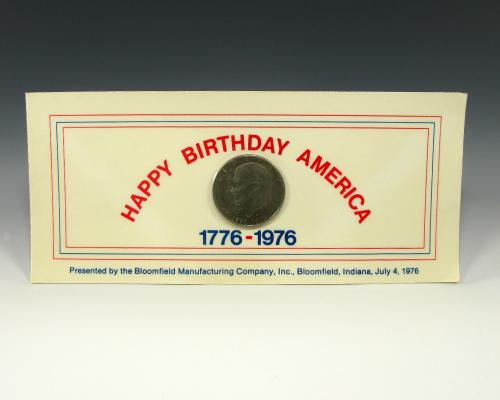 HAPPY BIRTHDAY AMERICA
1776-1976
Presented by the Bloomfield Manufacturing Company, Inc., Bloomfield, Indiana, July 4, 1976